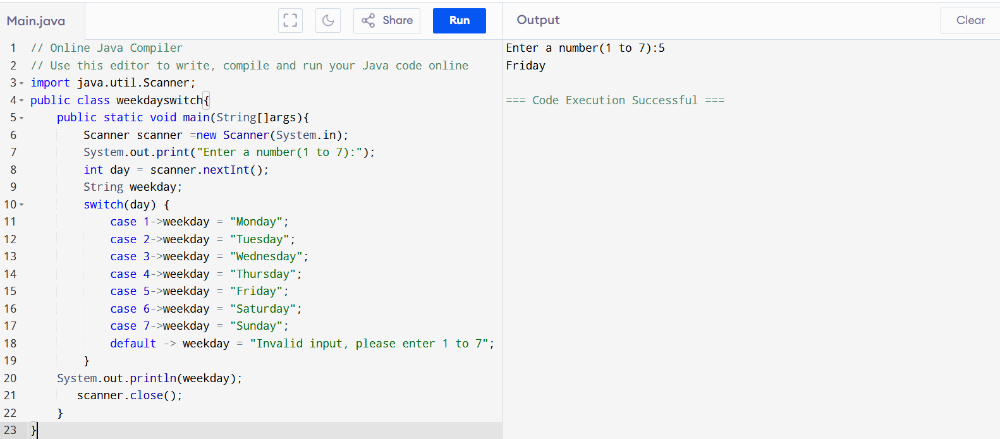 Main.java
Share
Run
Output
Clear
1 // Online Java Compiler
2 // Use this editor to write, compile and run your Java code online
3 import java.util.Scanner;
4 public class weekdayswitch{
5     public static void main(String[]args){
6         Scanner scanner =new Scanner(System.in);
7         System.out.print("Enter a number(1 to 7):");
8         int day = scanner.nextInt();
9         String weekday;
10         switch(day) {
11             case 1->weekday = "Monday";
12             case 2->weekday = "Tuesday";
13             case 3->weekday = "Wednesday";
14             case 4->weekday = "Thursday";
15             case 5->weekday = "Friday";
16             case 6->weekday = "Saturday";
17             case 7->weekday = "Sunday";
18             default -> weekday = "Invalid input, please enter 1 to 7";
19         }
20     System.out.println(weekday);
21        scanner.close();
22     }
23 }
Enter a number(1 to 7):5
Friday
=== Code Execution Successful ===